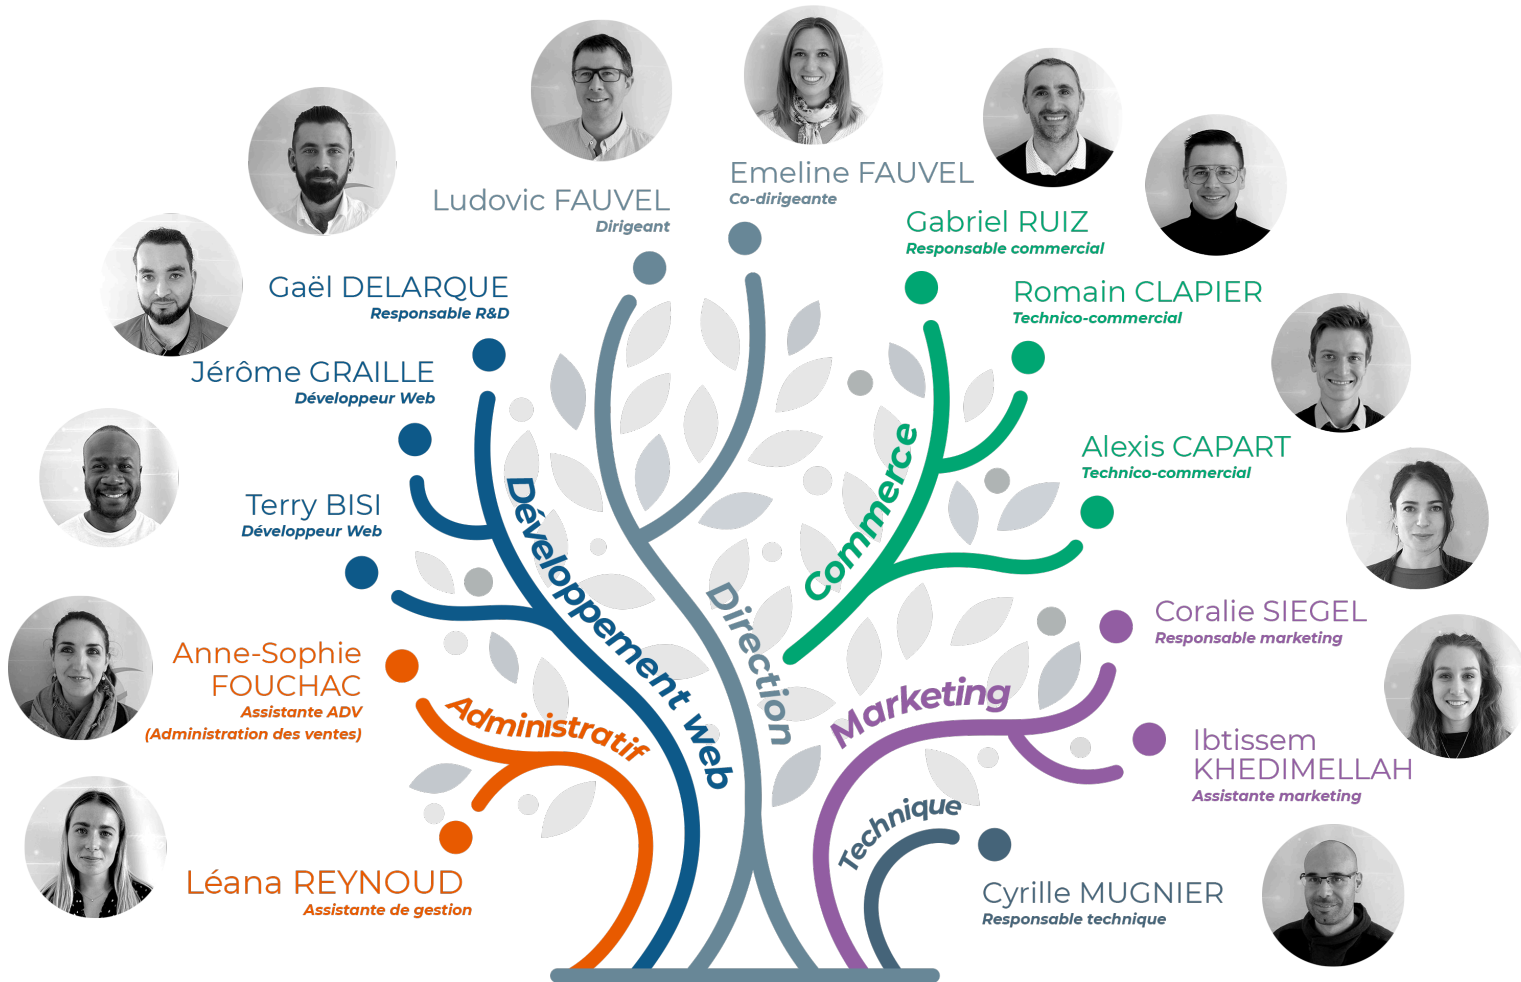 Emeline FAUVEL
Co-dirigeante
Ludovic FAUVEL
Dirigeant
Gabriel RUIZ
Responsable commercial
Gaël DELARQUE
Responsable R&D
Romain CLAPIER
Technico-commercial
Jérôme GRAILLE
Développeur Web
Alexis CAPART
Technico-commercial
Terry BISI
Développeur Web
Commerce
Développement web
Direction
Coralie SIEGEL
Responsable marketing
Anne-Sophie
FOUCHAC
Assistante ADV
(Administration des ventes)
Administratif
Marketing
Ibtissem
KHEDIMELLAH
Assistante marketing
Technique
Léana REYNOUD
Assistante de gestion
Cyrille MUGNIER
Responsable technique